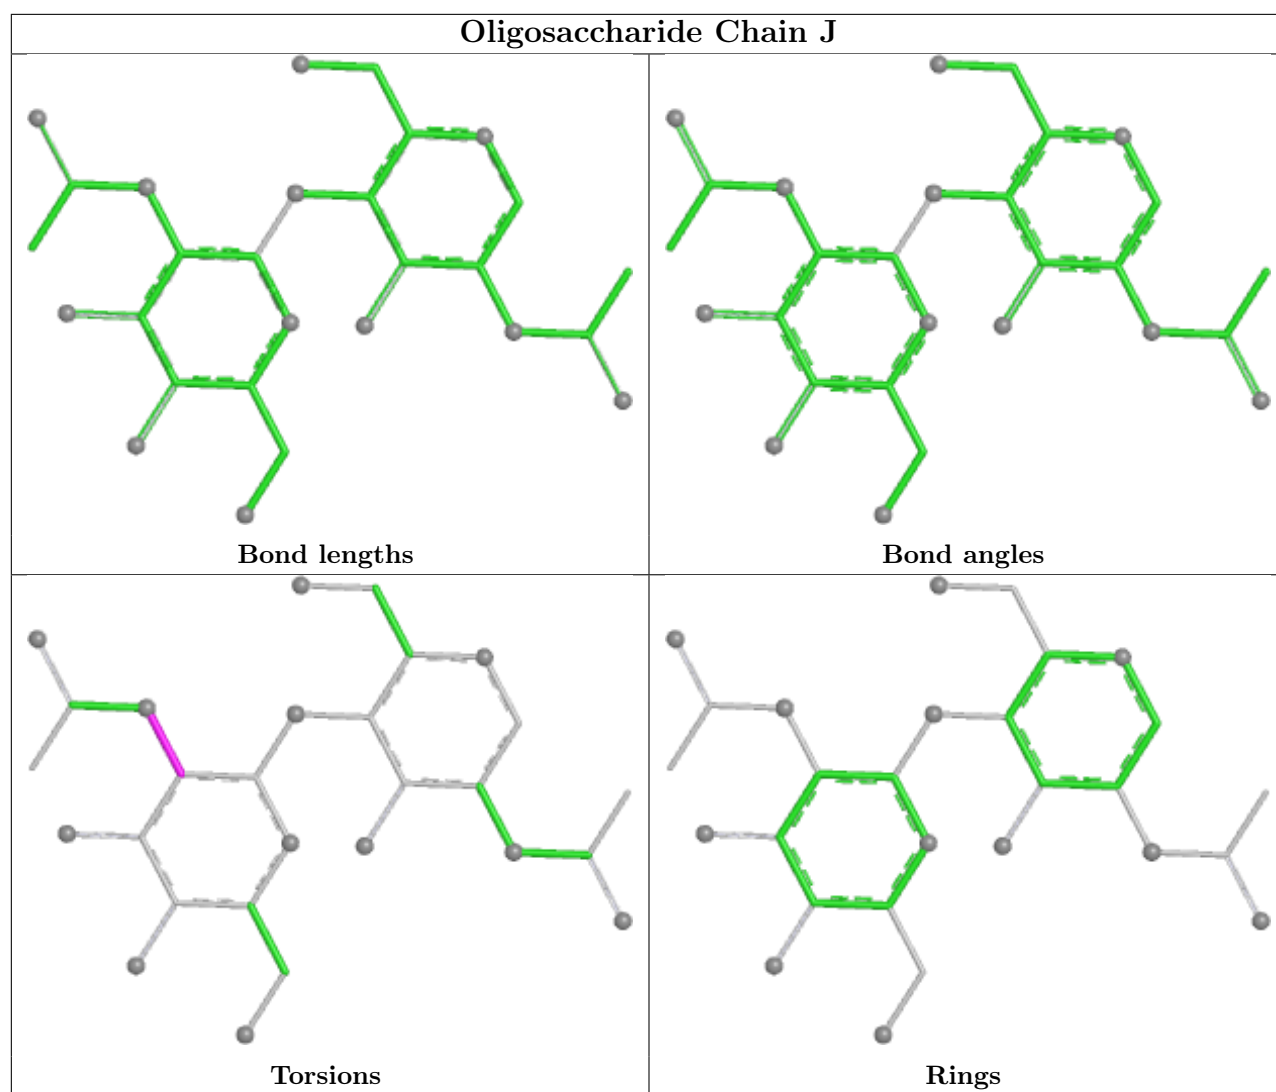 Oligosaccharide Chain J
Bond lengths
Bond angles
Torsions
Rings